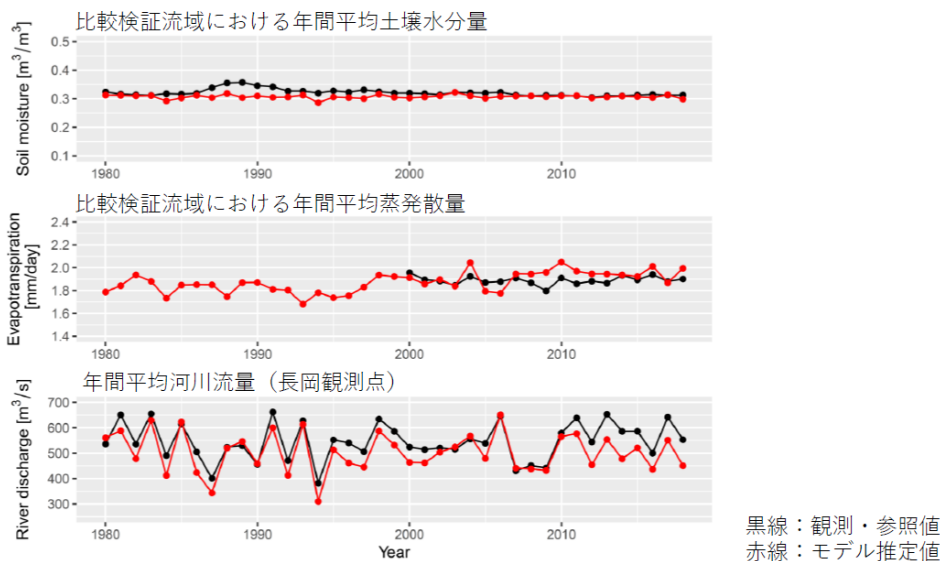 比較検証流域における年間平均土壌水分量
Soil moisture [m³/m³]
0.5
0.4
0.3
0.2
0.1
1980
1990
2000
2010
比較検証流域における年間平均蒸発散量
Evapotranspiration
[mm/day]
2.4
2.2
2.0
1.8
1.6
1.4
1980
1990
2000
2010
年間平均河川流量（長岡観測点）
River discharge [m³/s]
700
600
500
400
300
1980
1990
2000
2010
Year
黒線：観測・参照値
赤線：モデル推定値